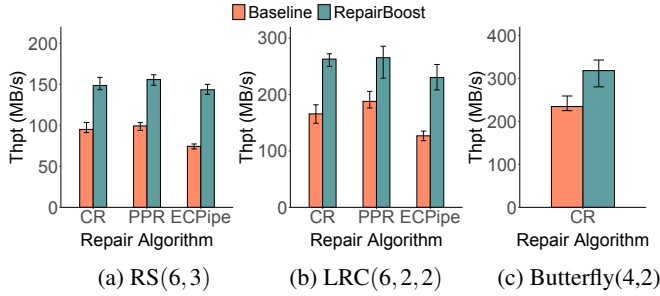 Baseline RepairBoost
Thpt (MB/s)
200
150
100
50
0
CR PPR ECPipe
Repair Algorithm
(a) RS(6,3)
Thpt (MB/s)
300
200
100
0
CR PPR ECPipe
Repair Algorithm
(b) LRC(6,2,2)
Thpt (MB/s)
400
300
200
100
0
CR
Repair Algorithm
(c) Butterfly(4,2)